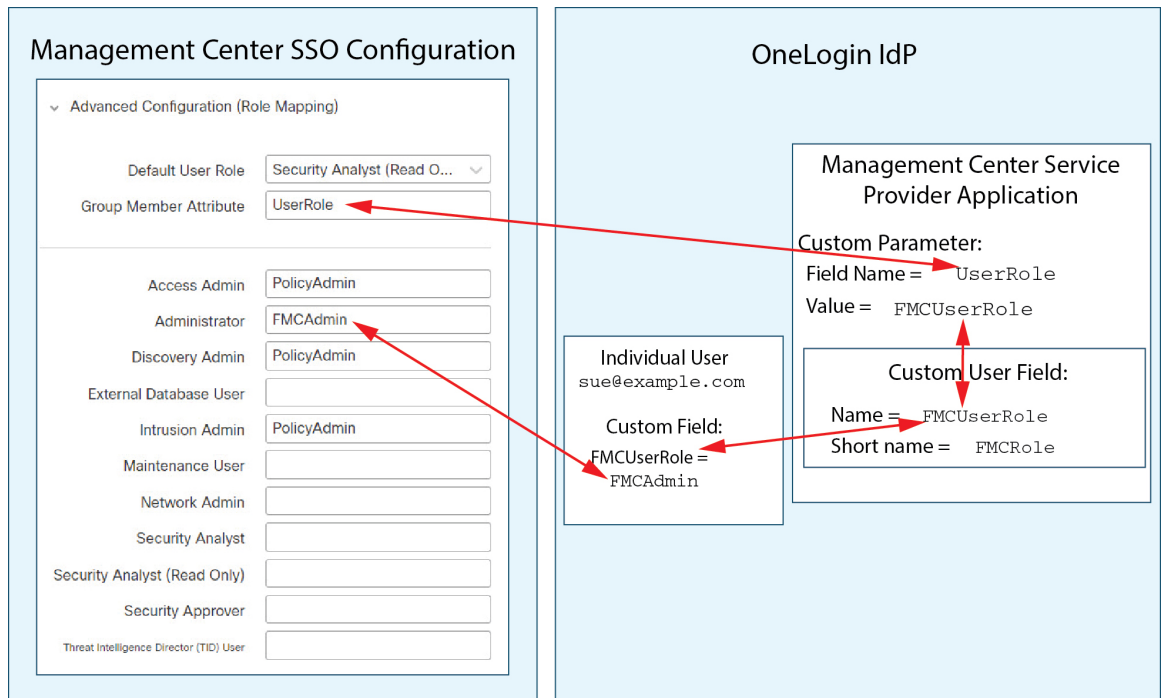 Management Center SSO Configuration
Advanced Configuration (Role Mapping)
Default User Role Security Analyst (Read O...
Group Member Attribute UserRole
Access Admin PolicyAdmin
Administrator FMCAdmin
Discovery Admin PolicyAdmin
External Database User
Intrusion Admin PolicyAdmin
Maintenance User
Network Admin
Security Analyst
Security Analyst (Read Only)
Security Approver
Threat Intelligence Director (TID) User
OneLogin IdP
Individual User
sue@example.com
Custom Field:
FMCUserRole =
FMCAdmin
Management Center Service
Provider Application
Custom Parameter:
Field Name = UserRole
Value = FMCUserRole
Custom User Field:
Name = FMCUserRole
Short name = FMCRole